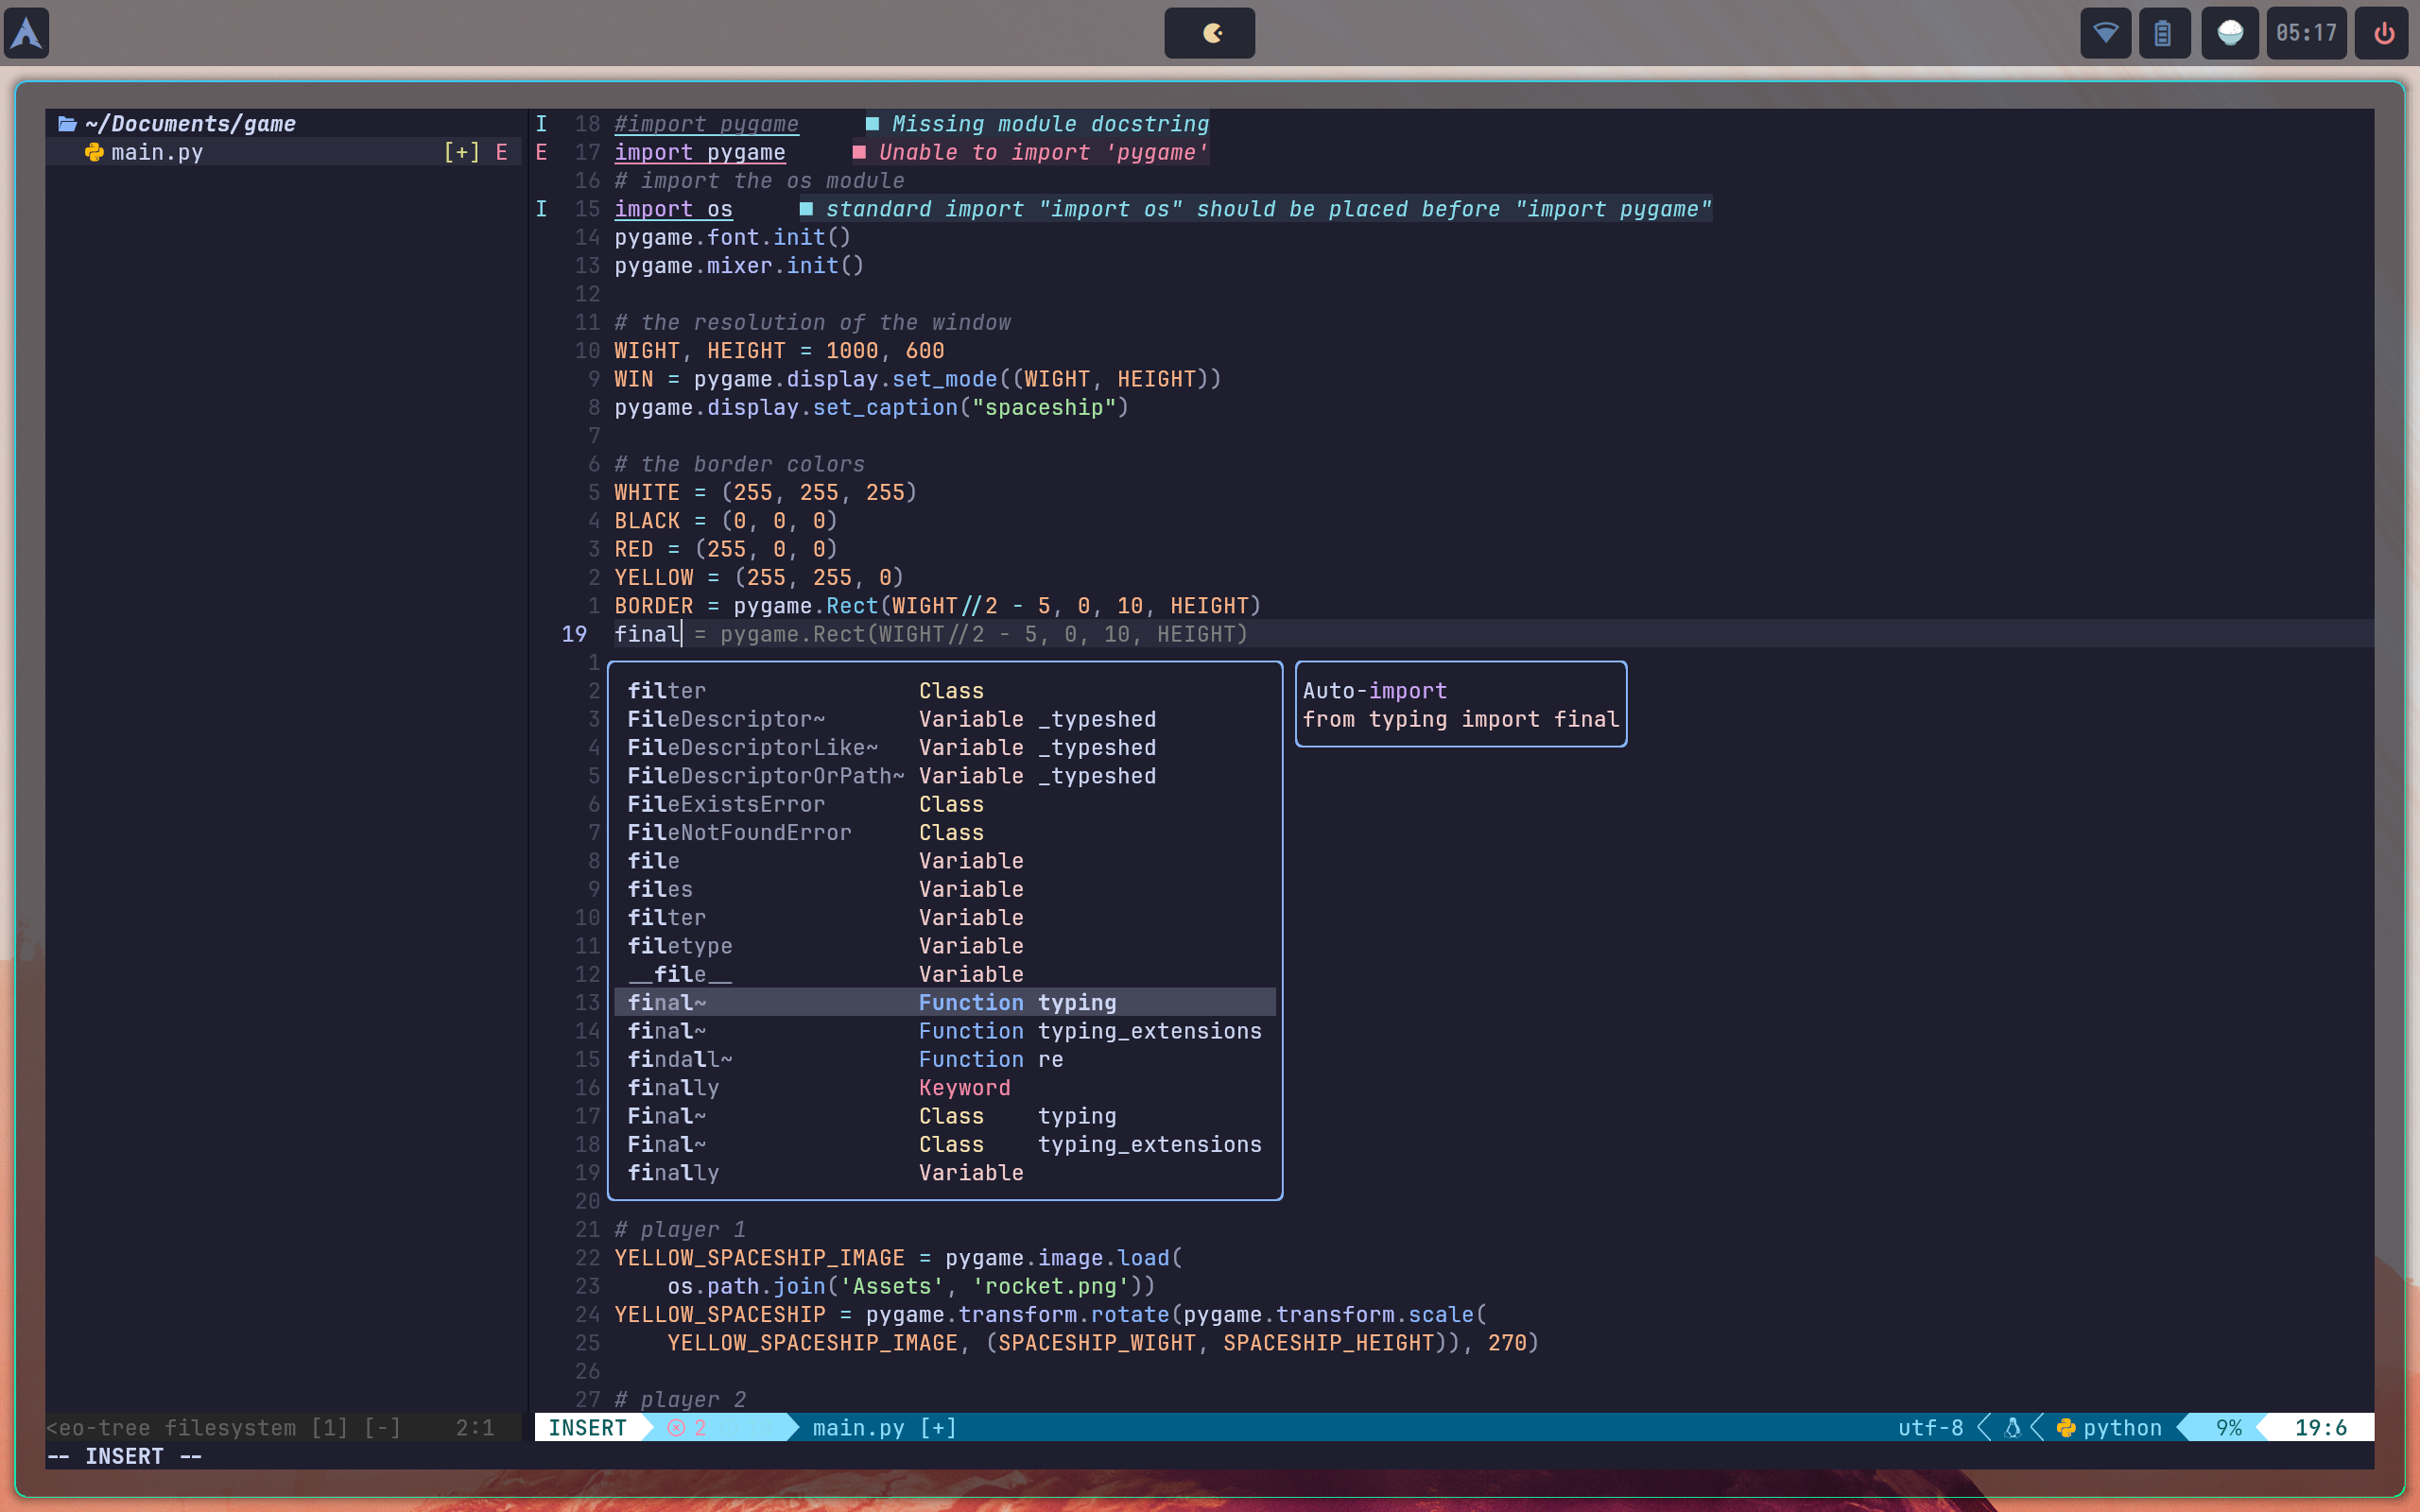 05:17
~/Documents/game
main.py [+] E
I 18 #import pygame ■ Missing module docstring
E 17 import pygame ■ Unable to import 'pygame'
16 # import the os module
I 15 import os ■ standard import "import os" should be placed before "import pygame"
14 pygame.font.init()
13 pygame.mixer.init()
12
11 # the resolution of the window
10 WIGHT, HEIGHT = 1000, 600
9 WIN = pygame.display.set_mode((WIGHT, HEIGHT))
8 pygame.display.set_caption("spaceship")
7
6 # the border colors
5 WHITE = (255, 255, 255)
4 BLACK = (0, 0, 0)
3 RED = (255, 0, 0)
2 YELLOW = (255, 255, 0)
1 BORDER = pygame.Rect(WIGHT//2 - 5, 0, 10, HEIGHT)
19 final = pygame.Rect(WIGHT//2 - 5, 0, 10, HEIGHT)
1
2 filter Class
3 FileDescriptor~ Variable _typeshed
4 FileDescriptorLike~ Variable _typeshed
5 FileDescriptorOrPath~ Variable _typeshed
6 FileExistsError Class
7 FileNotFoundError Class
8 file Variable
9 files Variable
10 filter Variable
11 filetype Variable
12 __file__ Variable
13 final~ Function typing
14 final~ Function typing_extensions
15 findall~ Function re
16 finally Keyword
17 Final~ Class typing
18 Final~ Class typing_extensions
19 finally Variable
20
Auto-import
from typing import final
21 # player 1
22 YELLOW_SPACESHIP_IMAGE = pygame.image.load(
23 os.path.join('Assets', 'rocket.png'))
24 YELLOW_SPACESHIP = pygame.transform.rotate(pygame.transform.scale(
25 YELLOW_SPACESHIP_IMAGE, (SPACESHIP_WIGHT, SPACESHIP_HEIGHT)), 270)
26
27 # player 2
<eo-tree filesystem [1] [-] 2:1
INSERT 2 main.py [+] utf-8 python 9% 19:6
-- INSERT --